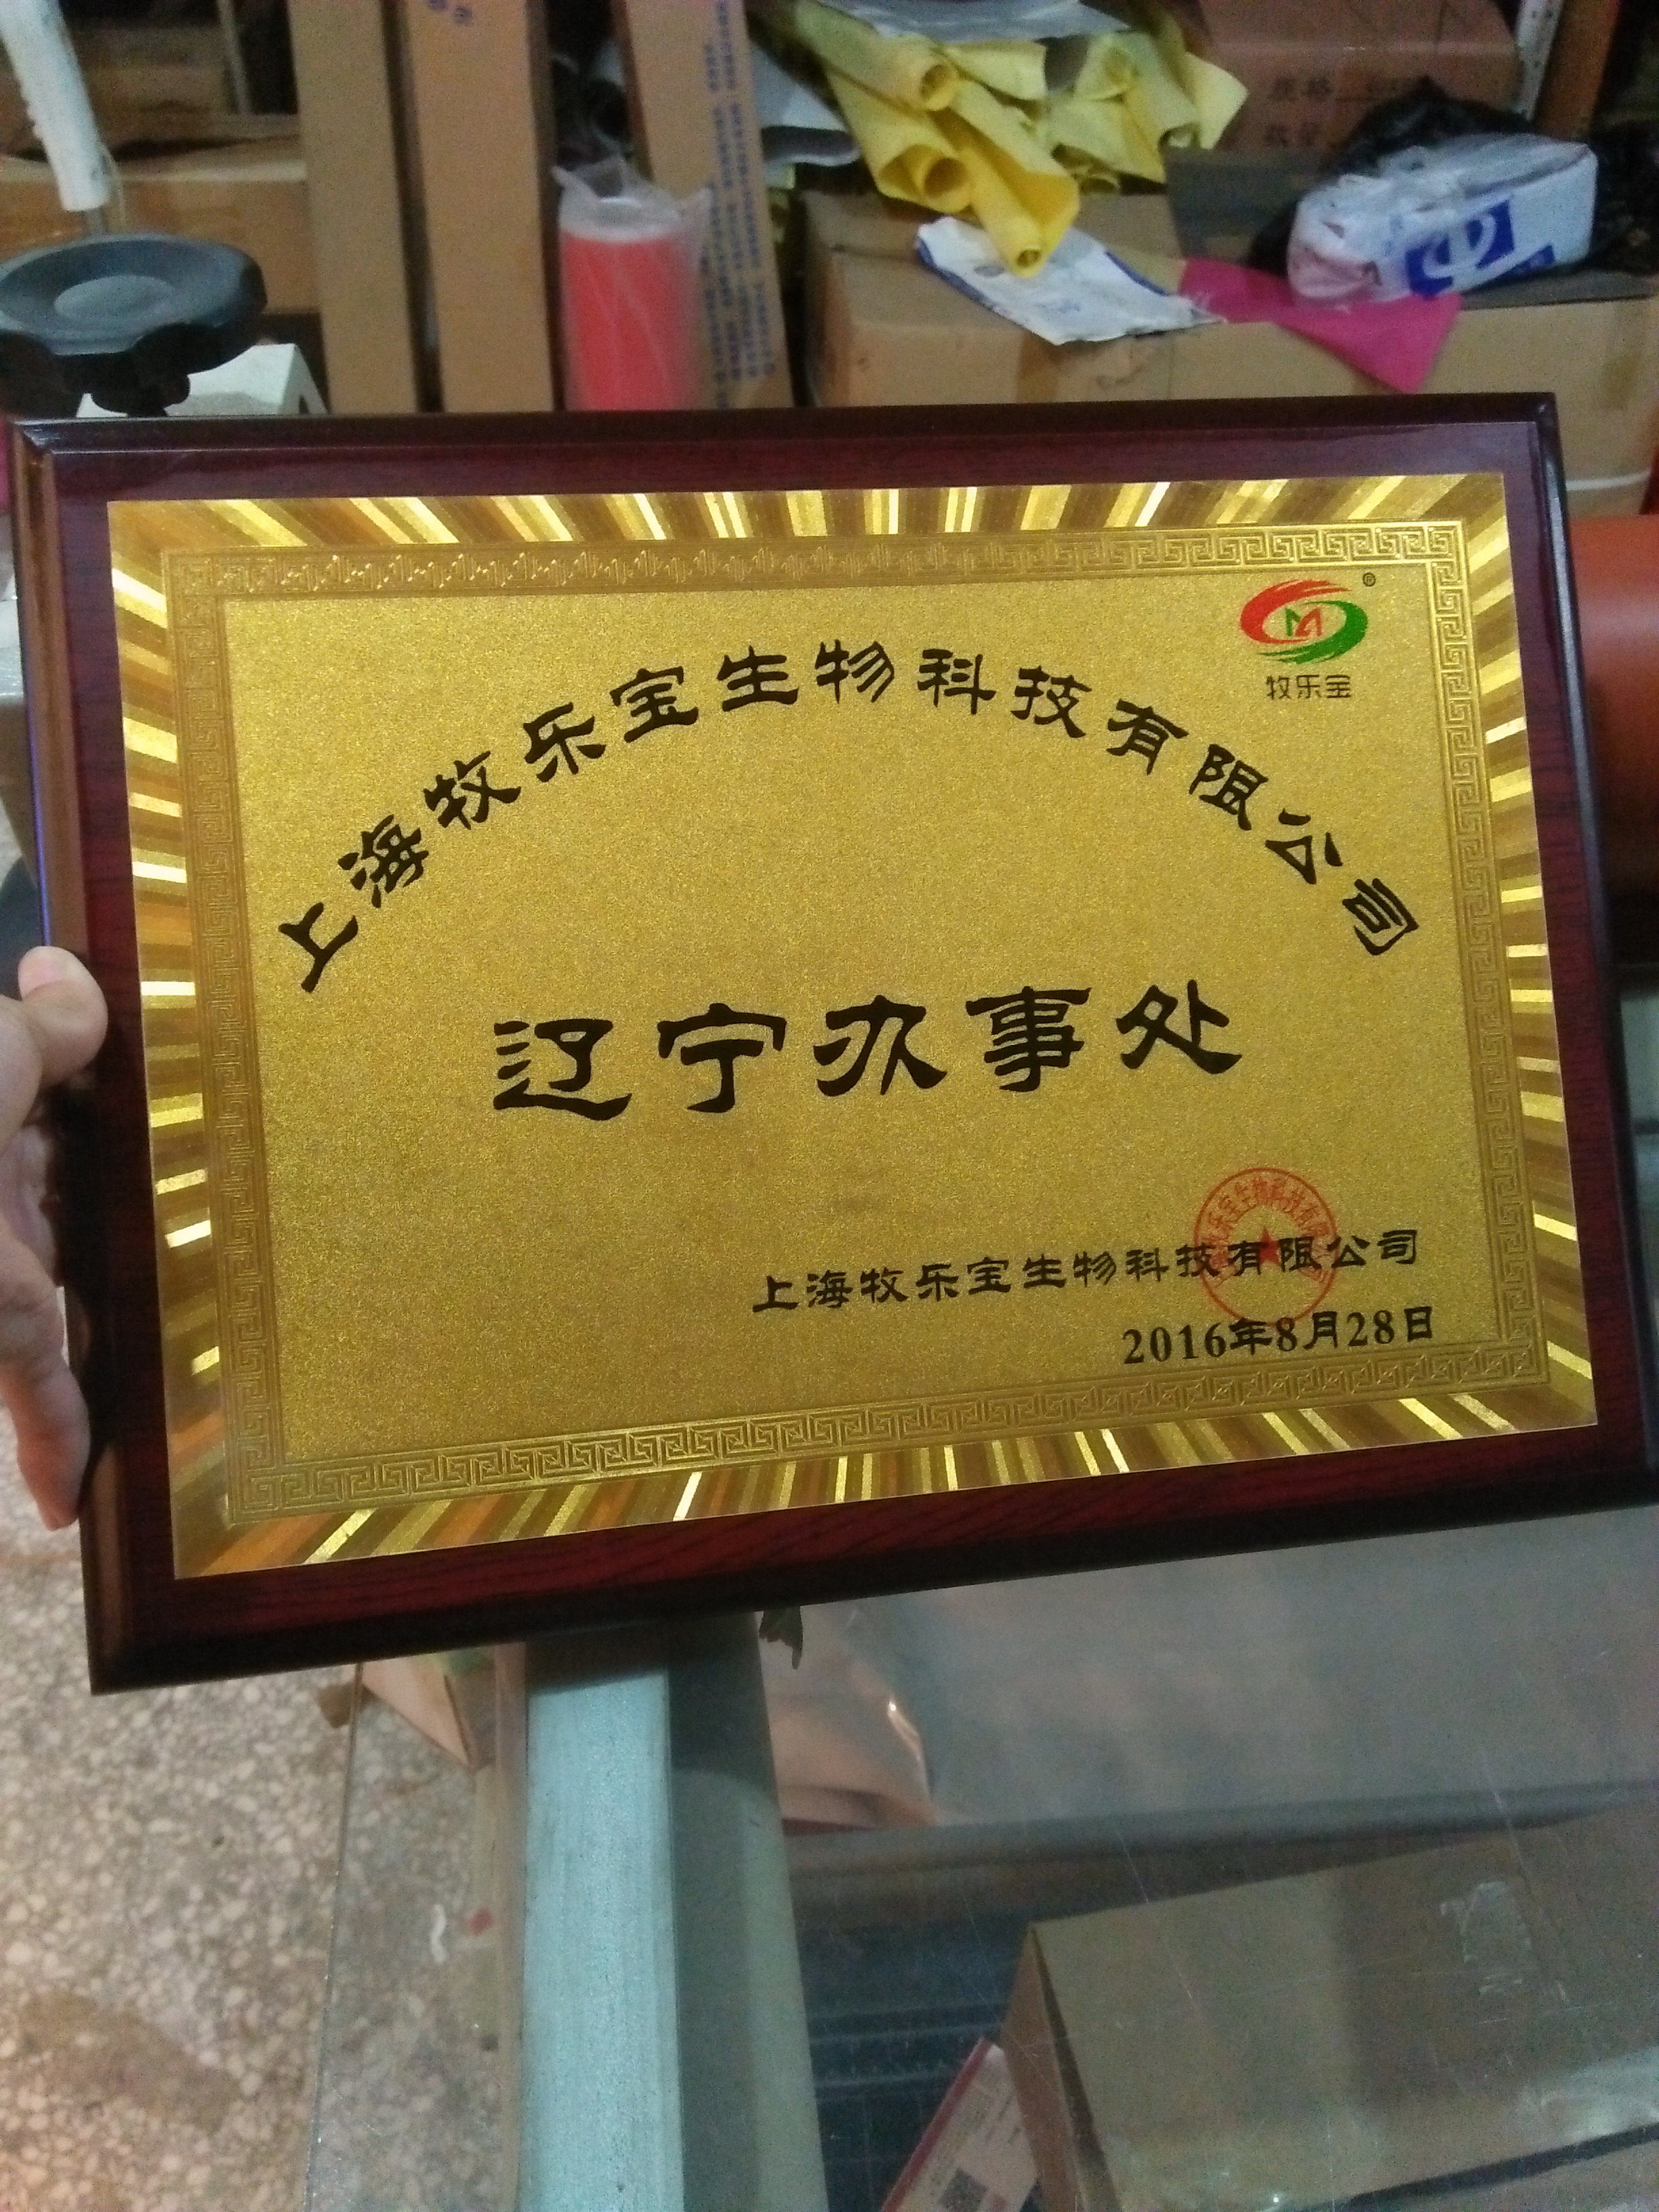 ®
牧乐宝
上海牧乐宝生物科技有限公司
辽宁办事处
上海牧乐宝生物科技有限公司
2016年8月28日